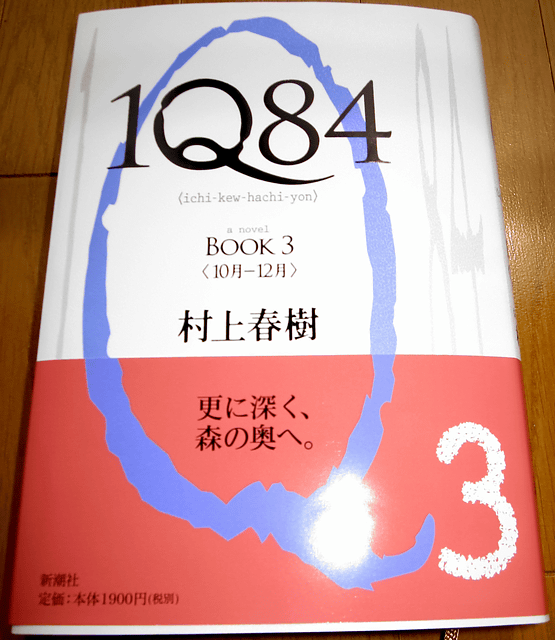 1Q84
〈ichi-kew-hachi-yon〉
a novel
BOOK 3
〈10月－12月〉
村上春樹
更に深く、
森の奥へ。
3
新潮社
定価：本体1900円(税別)